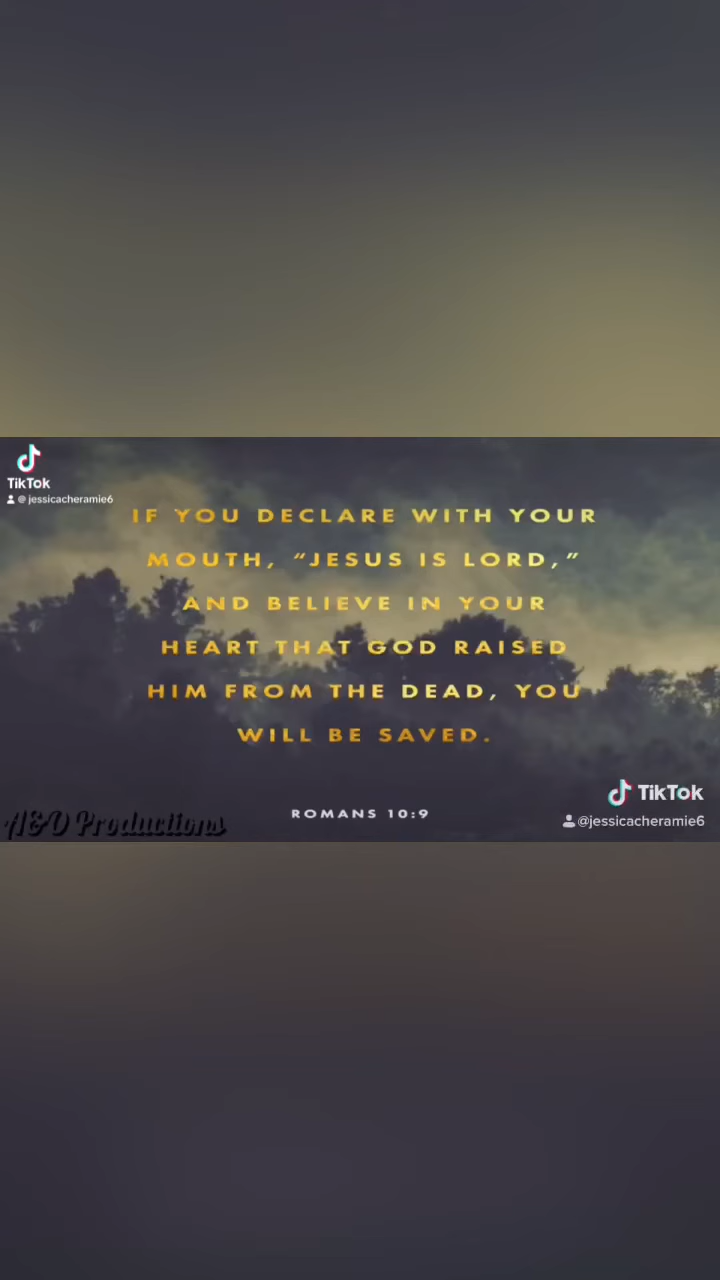 TikTok
@ jessicacheramie6
IF YOU DECLARE WITH YOUR
MOUTH, “JESUS IS LORD,”
AND BELIEVE IN YOUR
HEART THAT GOD RAISED
HIM FROM THE DEAD, YOU
WILL BE SAVED.
ROMANS 10:9
A&D Productions
TikTok
@jessicacheramie6